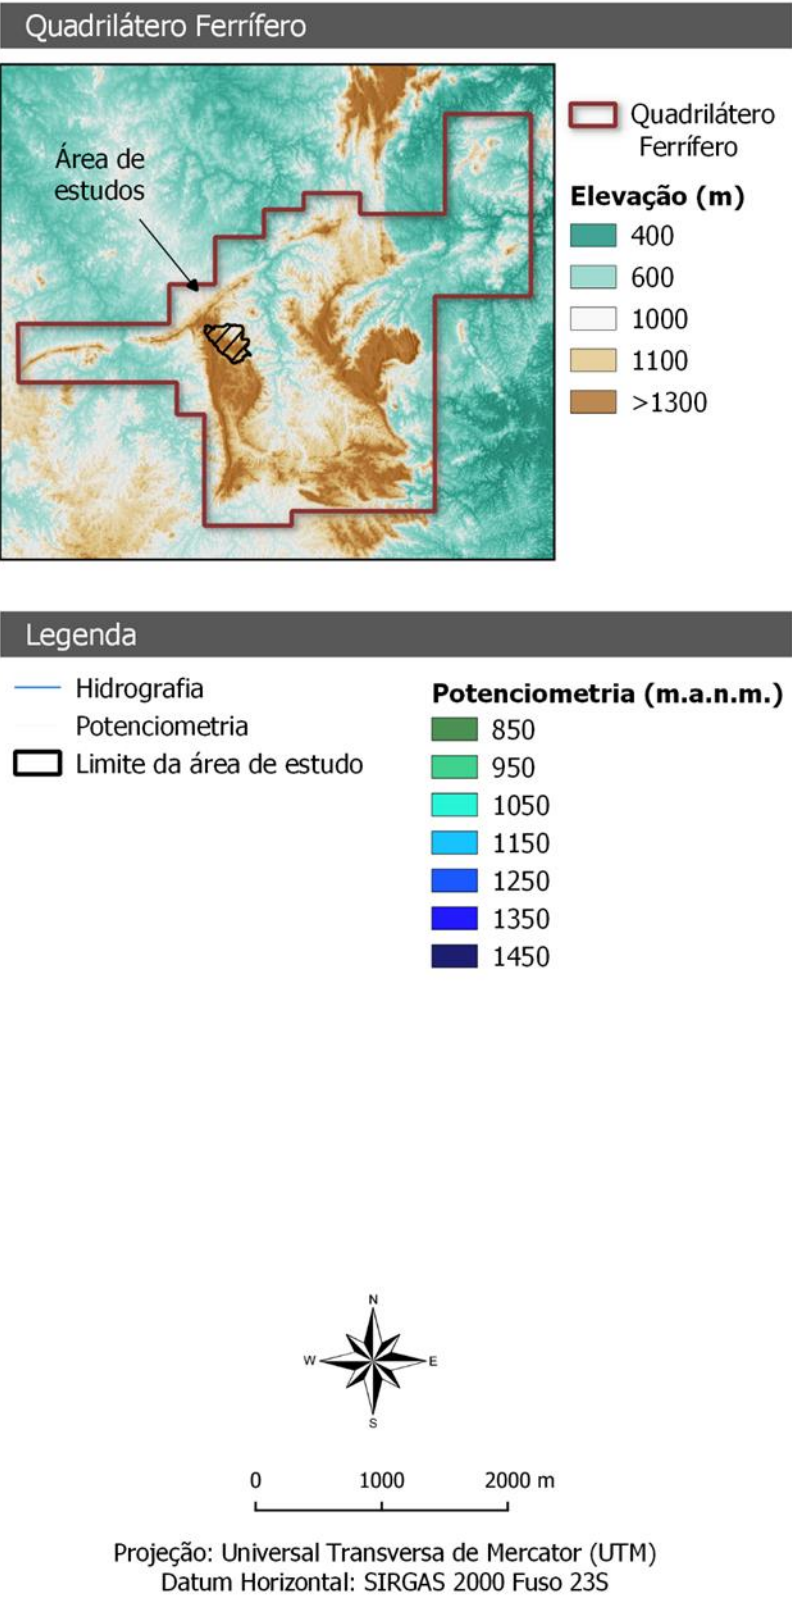 Quadrilátero Ferrífero
Área de
estudos
Quadrilátero
Ferrífero
Elevação (m)
400
600
1000
1100
>1300
Legenda
Hidrografia
Potenciometria
Limite da área de estudo
Potenciometria (m.a.n.m.)
850
950
1050
1150
1250
1350
1450
N
W
E
S
0 1000 2000 m
Projeção: Universal Transversa de Mercator (UTM)
Datum Horizontal: SIRGAS 2000 Fuso 23S